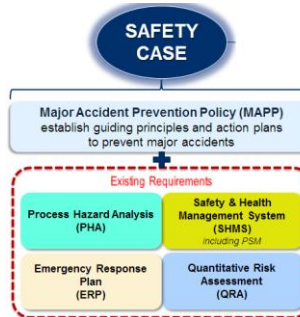 SAFETY
CASE
Major Accident Prevention Policy (MAPP)
establish guiding principles and action plans
to prevent major accidents
Existing Requirements
Process Hazard Analysis
(PHA)
Safety & Health
Management System
(SHMS)
including PSM
Emergency Response
Plan
(ERP)
Quantitative Risk
Assessment
(QRA)